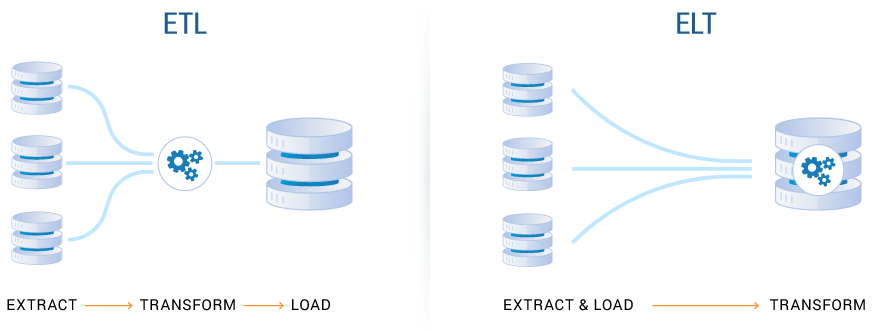 ETL
EXTRACT TRANSFORM LOAD
ELT
EXTRACT & LOAD TRANSFORM